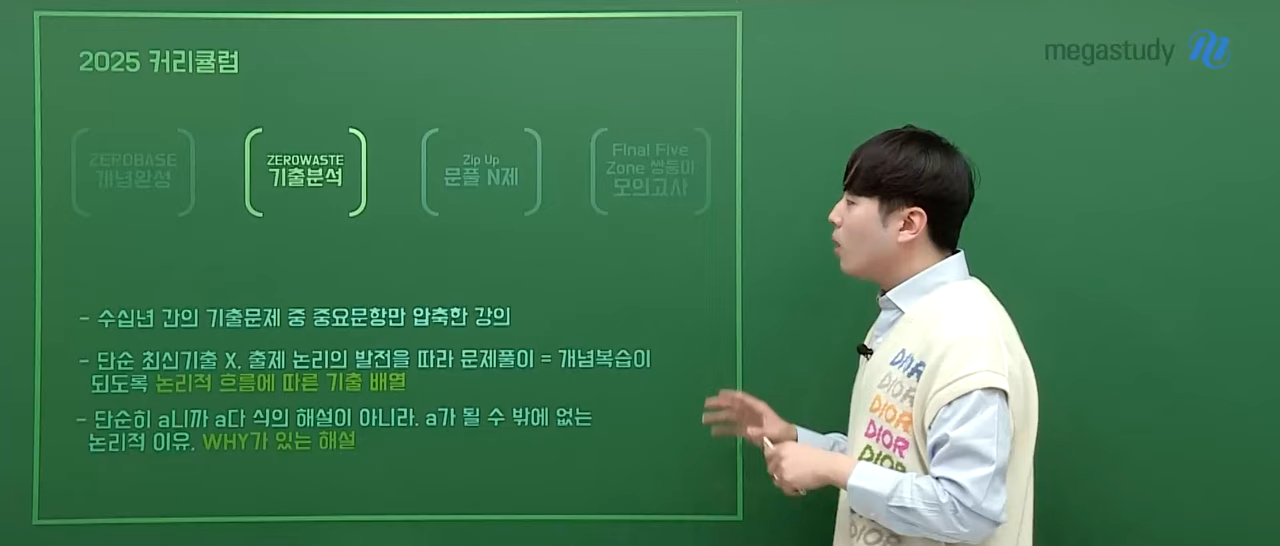 2025 커리큘럼
megastudy
ZEROBASE
개념완성
ZEROWASTE
기출분석
Zip Up
문풀 N제
FInal Five
Zone 쌍둥이
모의고사
- 수십년 간의 기출문제 중 중요문항만 압축한 강의
- 단순 최신기출 X, 출제 논리의 발전을 따라 문제풀이 = 개념복습이
되도록 논리적 흐름에 따른 기출 배열
- 단순히 a니까 a다 식의 해설이 아니라. a가 될 수 밖에 없는
논리적 이유. WHY가 있는 해설
DIOR
DIOR
DIOR
DIOR
DIOR
DIOR